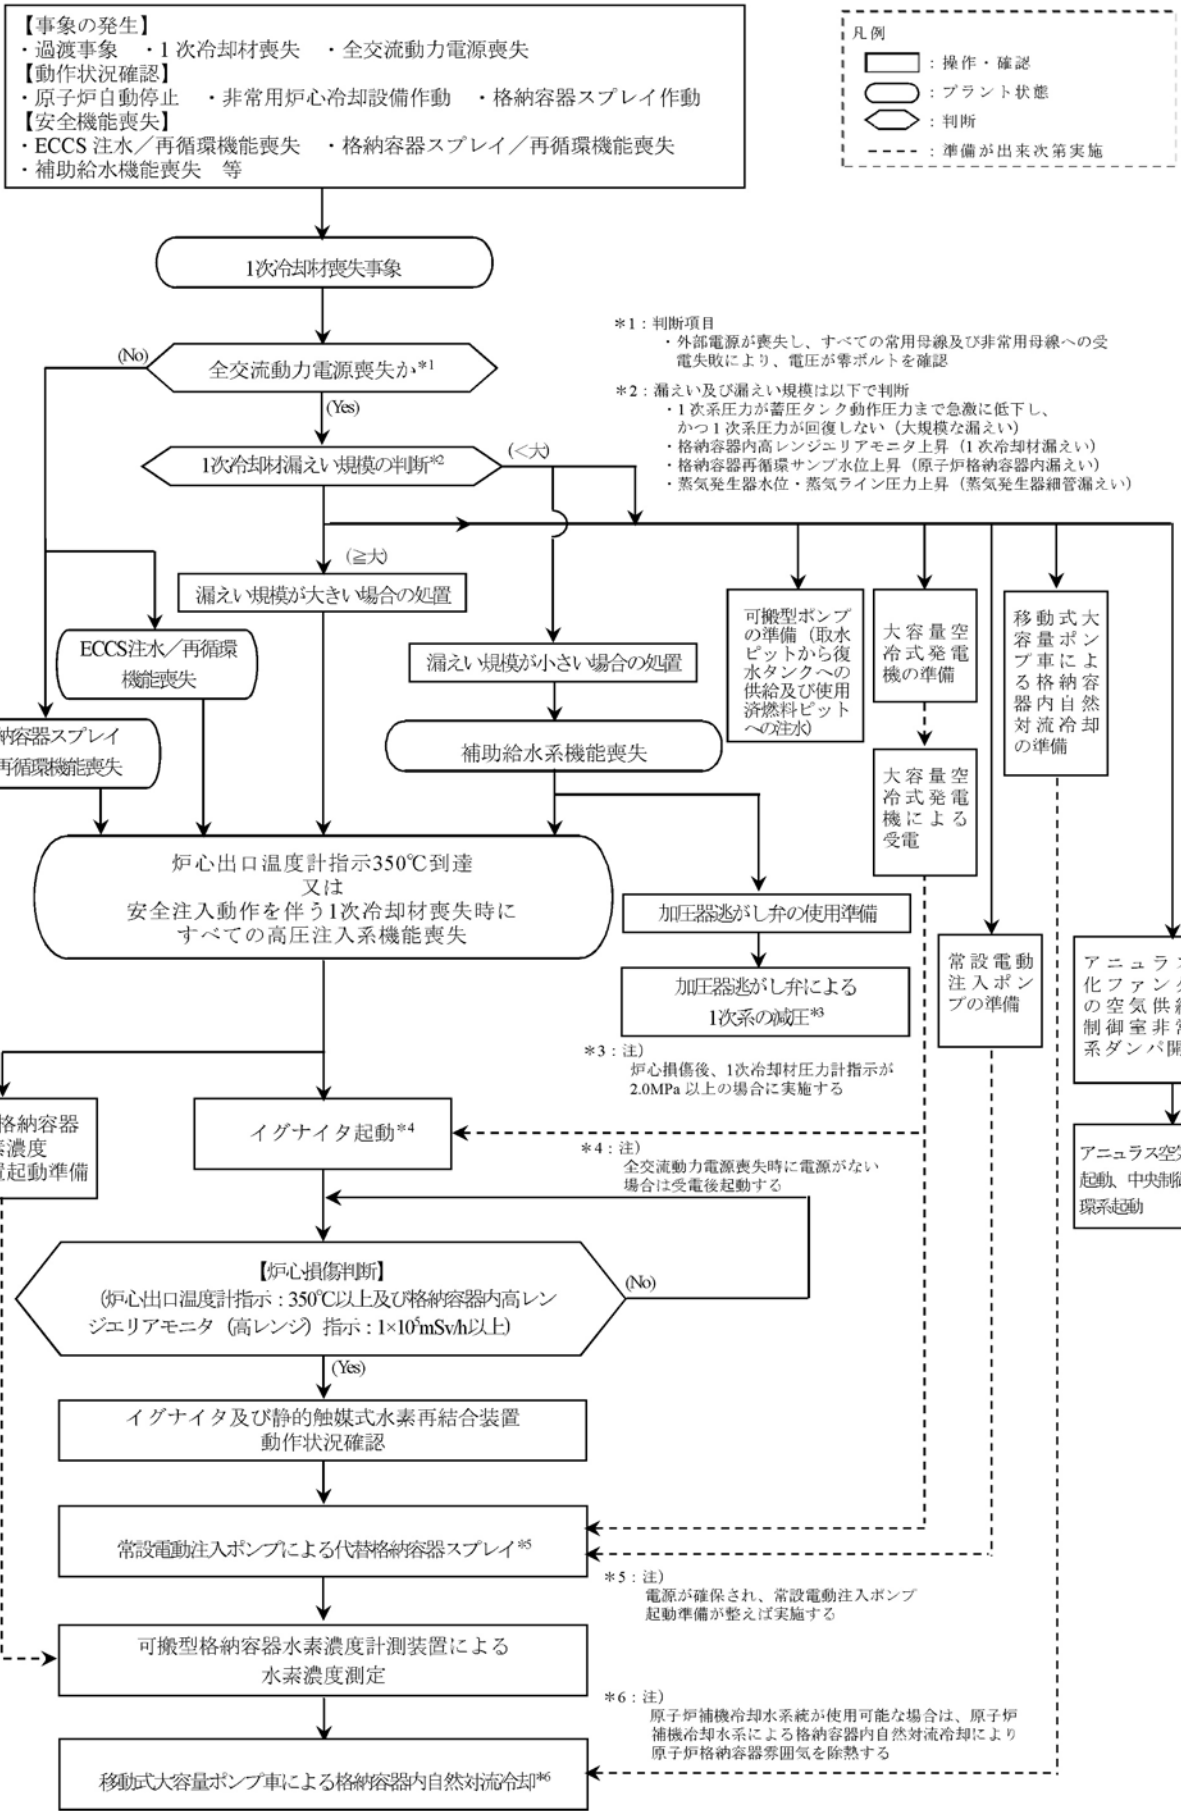 【事象の発生】
・過渡事象　・1 次冷却材喪失　・全交流動力電源喪失
【動作状況確認】
・原子炉自動停止　・非常用炉心冷却設備作動　・格納容器スプレイ作動
【安全機能喪失】
・ECCS 注水／再循環機能喪失　・格納容器スプレイ／再循環機能喪失
・補助給水機能喪失　等
凡例
：操作・確認
：プラント状態
：判断
：準備が出来次第実施
1次冷却材喪失事象
＊1：判断項目
・外部電源が喪失し、すべての常用母線及び非常用母線への受
電失敗により、電圧が零ボルトを確認
(No)
全交流動力電源喪失か*1
(Yes)
＊2：漏えい及び漏えい規模は以下で判断
・1 次系圧力が蓄圧タンク動作圧力まで急激に低下し、
かつ 1 次系圧力が回復しない（大規模な漏えい）
・格納容器内高レンジエリアモニタ上昇（1 次冷却材漏えい）
・格納容器再循環サンプ水位上昇（原子炉格納容器内漏えい）
・蒸気発生器水位・蒸気ライン圧力上昇（蒸気発生器細管漏えい）
1次冷却材漏えい規模の判断*2
(＜大)
(≧大)
漏えい規模が大きい場合の処置
ECCS注水／再循環
機能喪失
納容器スプレイ
再循環機能喪失
漏えい規模が小さい場合の処置
補助給水系機能喪失
可搬型ポンプ
の準備（取水
ピットから復
水タンクへの
供給及び使用
済燃料ピット
への注水）
大容量空
冷式発電
機の準備
大容量空
冷式発電
機による
受電
移動式大
容量ポン
プ車によ
る格納容
器内自然
対流冷却
の準備
炉心出口温度計指示350℃到達
又は
安全注入動作を伴う1次冷却材喪失時に
すべての高圧注入系機能喪失
加圧器逃がし弁の使用準備
加圧器逃がし弁による
1次系の減圧*3
＊3：注）
炉心損傷後、1次冷却材圧力計指示が
2.0MPa 以上の場合に実施する
常設電動
注入ポン
プの準備
アニュラス
化ファン
の空気供給
制御室非常
系ダンパ開
格納容器
濃度
起動準備
イグナイタ起動*4
＊4：注）
全交流動力電源喪失時に電源がない
場合は受電後起動する
アニュラス空気
起動、中央制御
環系起動
【炉心損傷判断】
（炉心出口温度計指示：350℃以上及び格納容器内高レン
ジエリアモニタ（高レンジ）指示：1×10⁵mSv/h以上）
(No)
(Yes)
イグナイタ及び静的触媒式水素再結合装置
動作状況確認
常設電動注入ポンプによる代替格納容器スプレイ*5
＊5：注）
電源が確保され、常設電動注入ポンプ
起動準備が整えば実施する
可搬型格納容器水素濃度計測装置による
水素濃度測定
＊6：注）
原子炉補機冷却水系統が使用可能な場合は、原子炉
補機冷却水系による格納容器内自然対流冷却により
原子炉格納容器雰囲気を除熱する
移動式大容量ポンプ車による格納容器内自然対流冷却*6